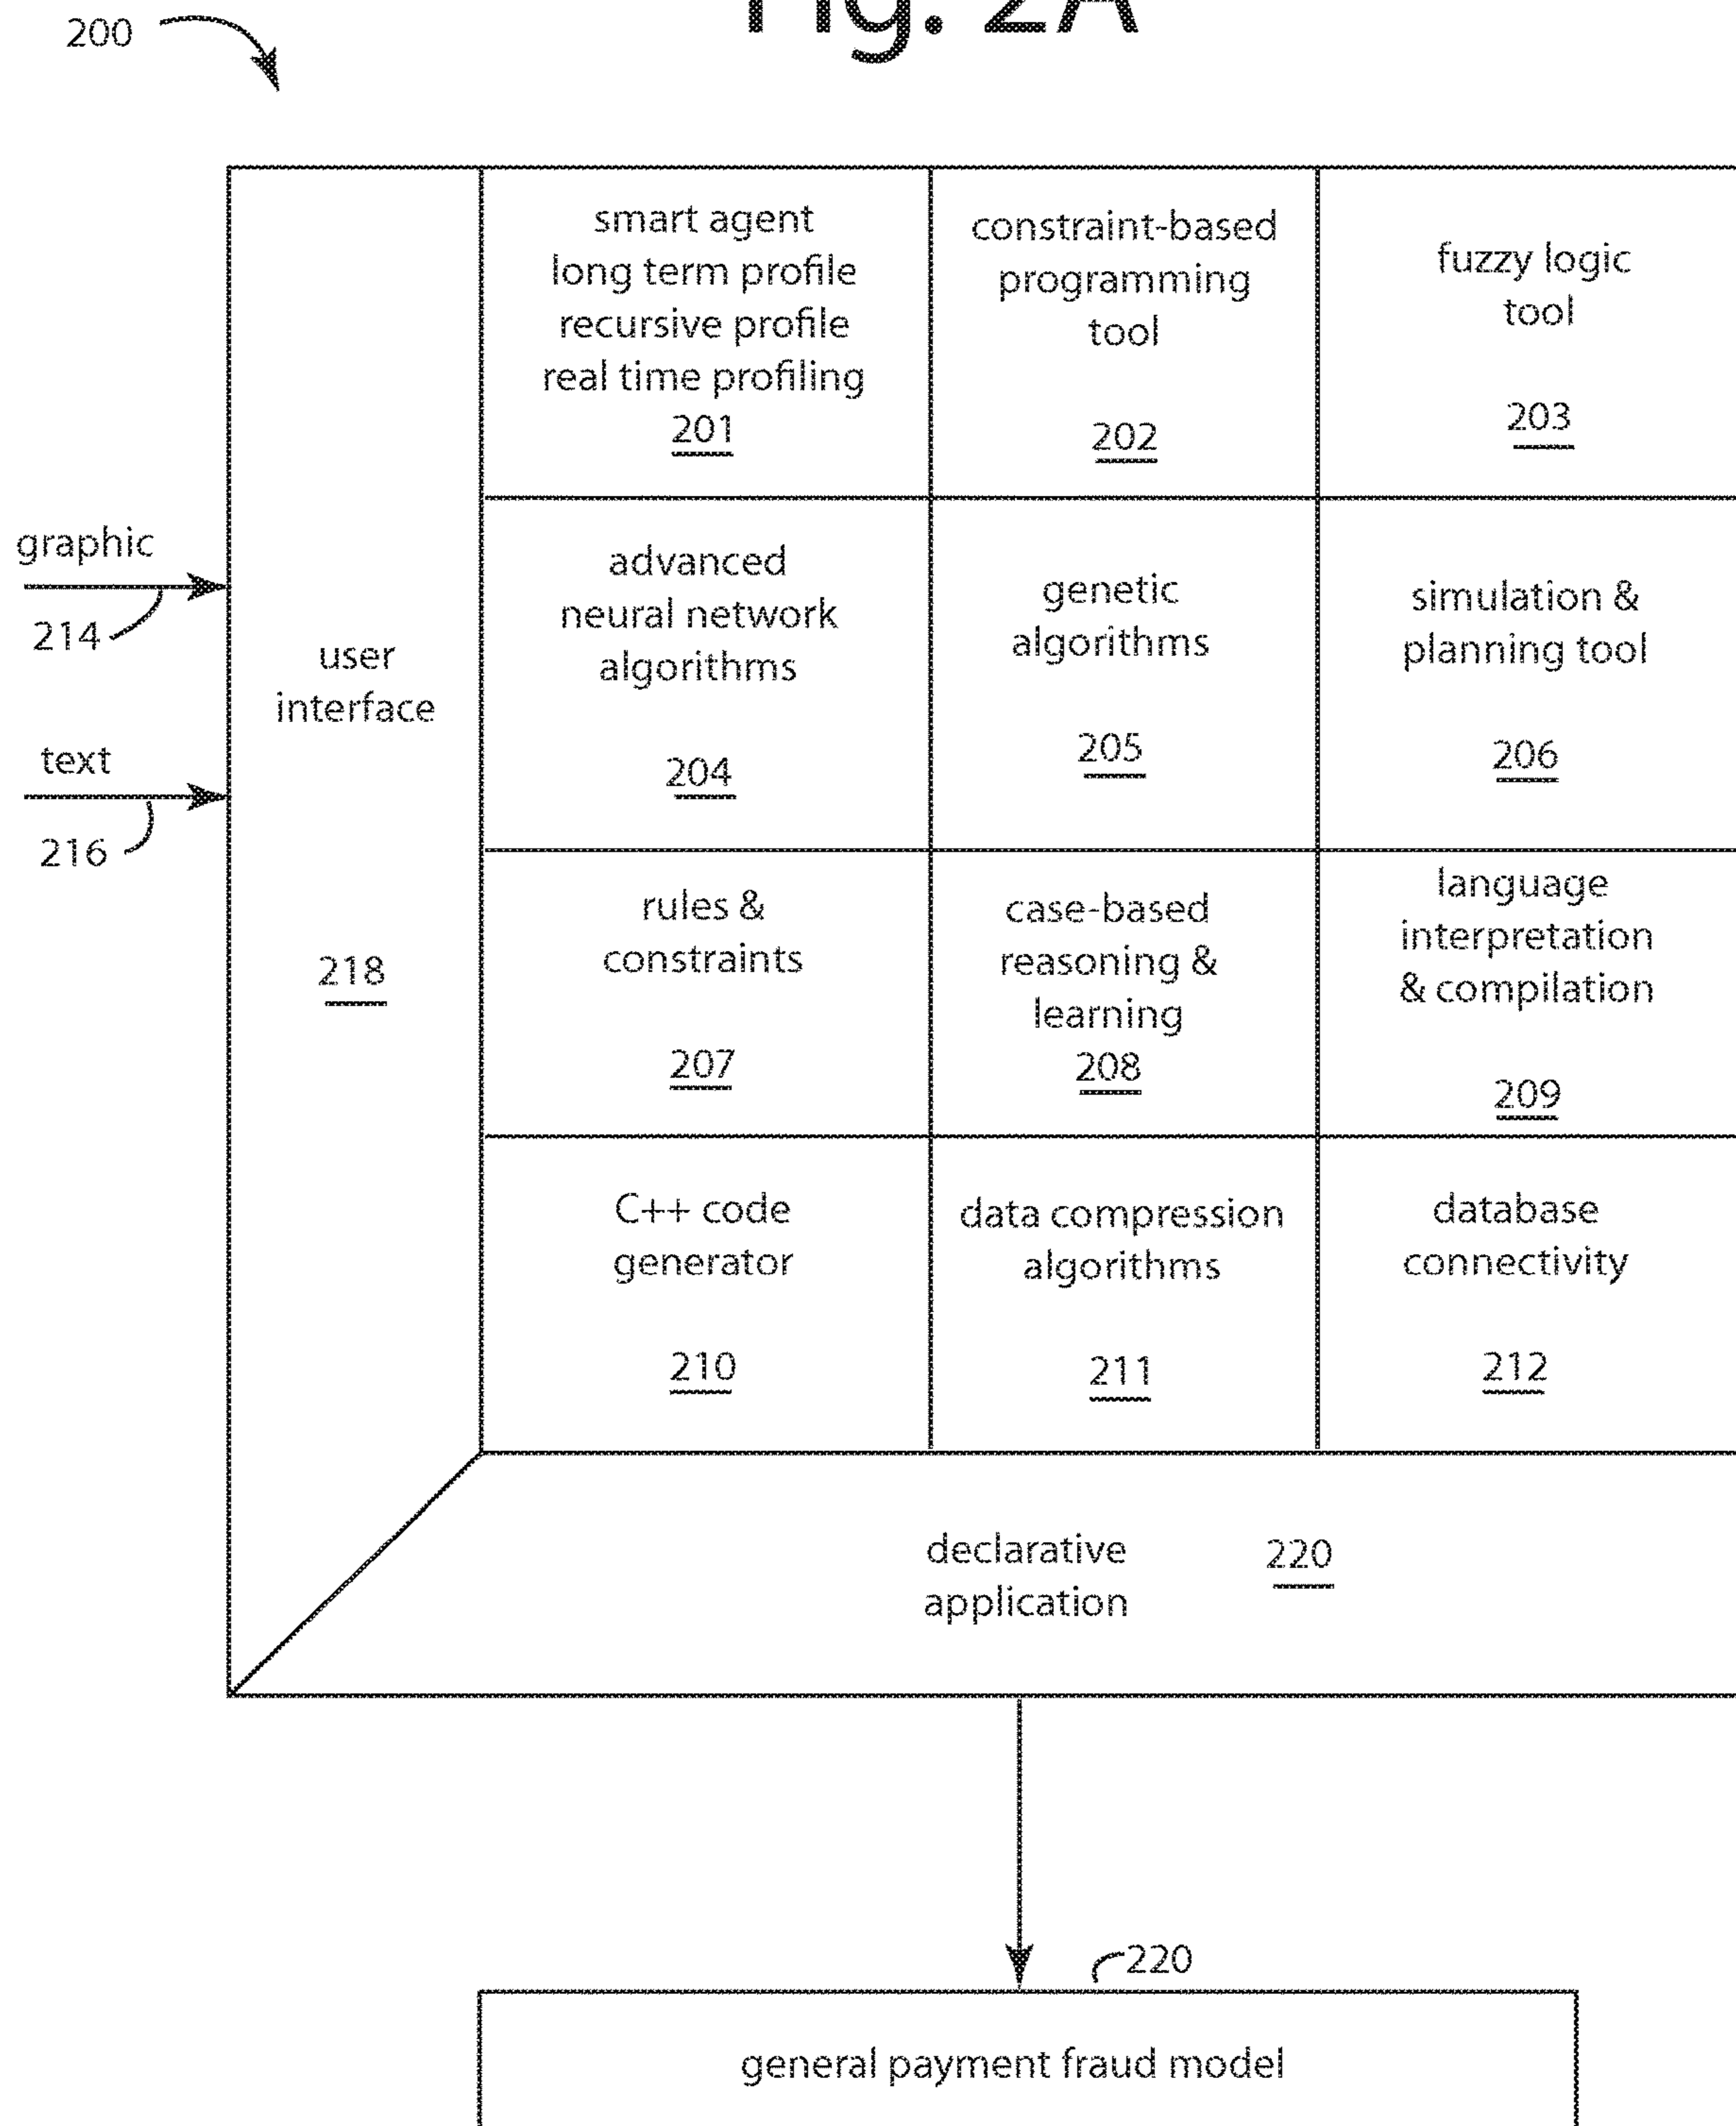 Fig. 2A
200
smart agent
long term profile
recursive profile
real time profiling
201
constraint-based
programming
tool
202
fuzzy logic
tool
203
graphic
214
text
216
user
interface
218
advanced
neural network
algorithms
204
genetic
algorithms
205
simulation &
planning tool
206
rules &
constraints
207
case-based
reasoning &
learning
208
language
interpretation
& compilation
209
C++ code
generator
210
data compression
algorithms
211
database
connectivity
212
declarative
application
220
220
general payment fraud model